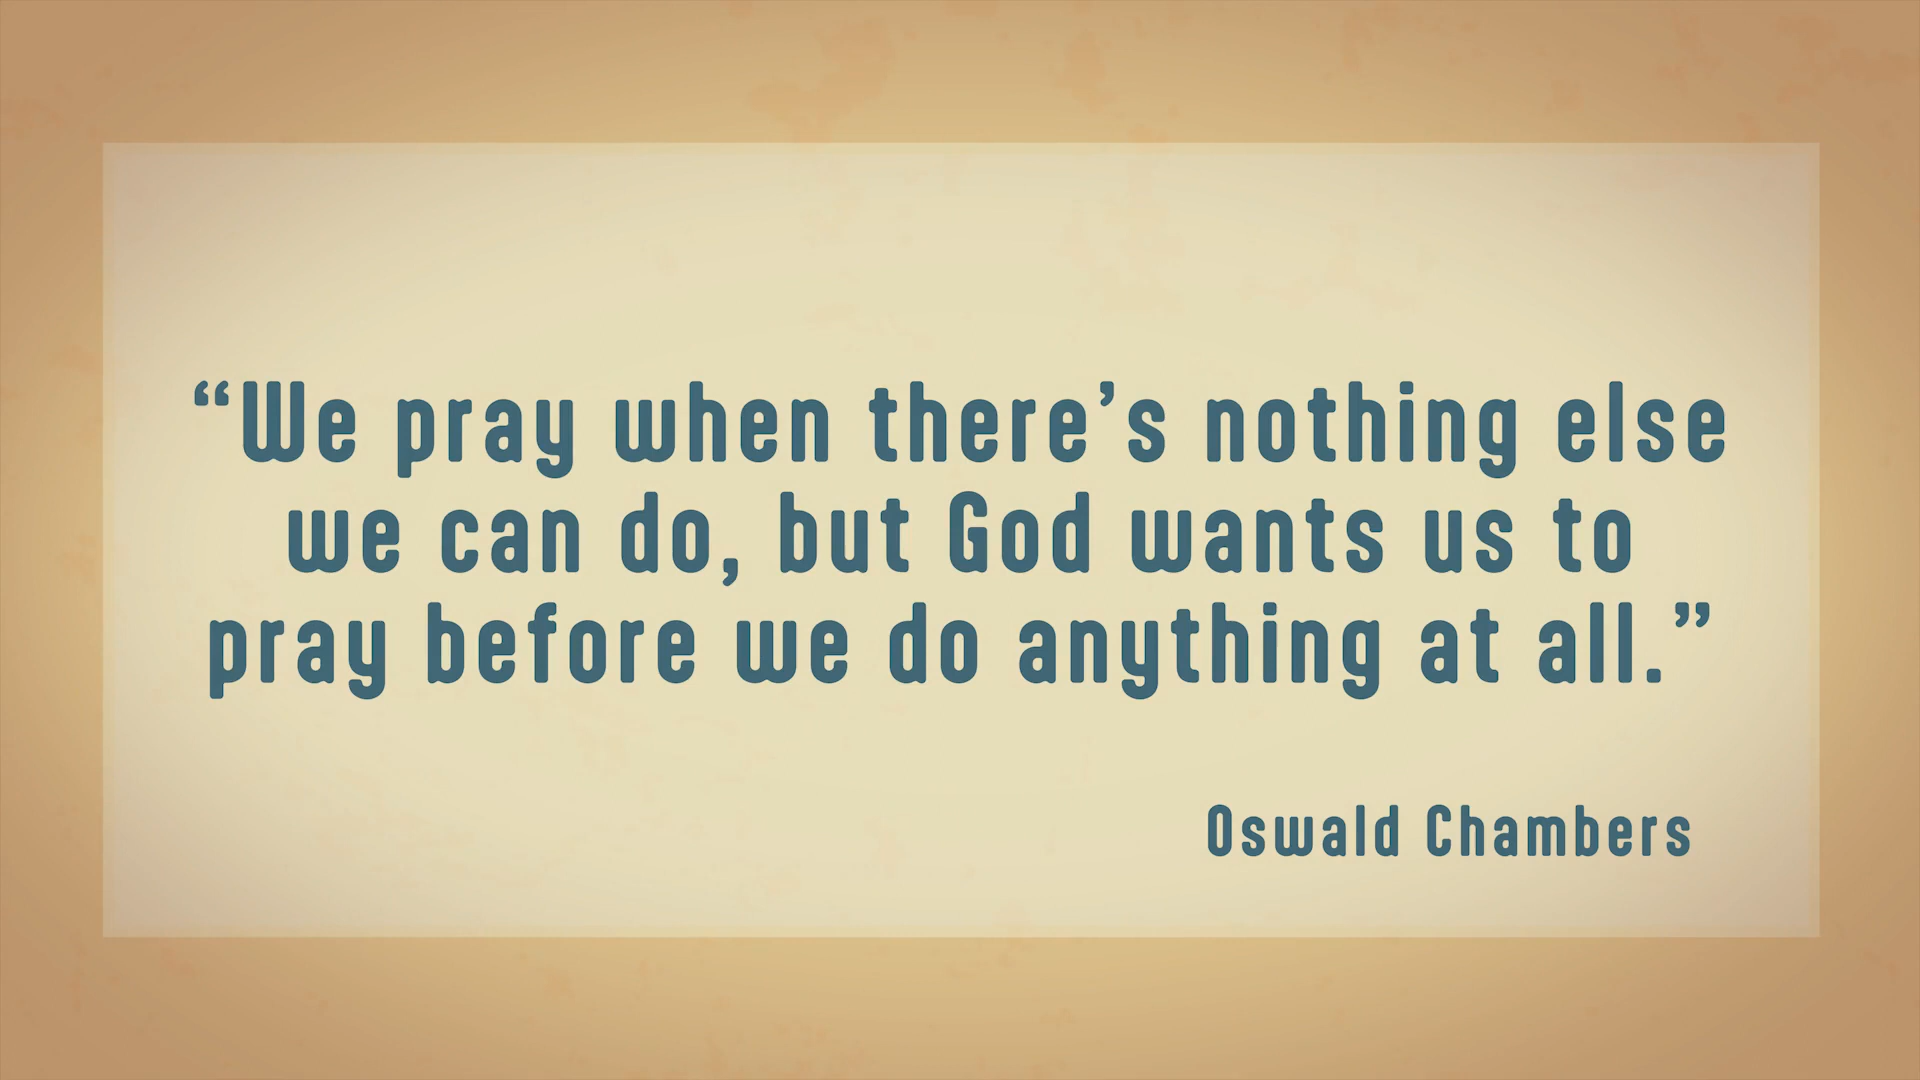 “We pray when there’s nothing else
we can do, but God wants us to
pray before we do anything at all.”
Oswald Chambers